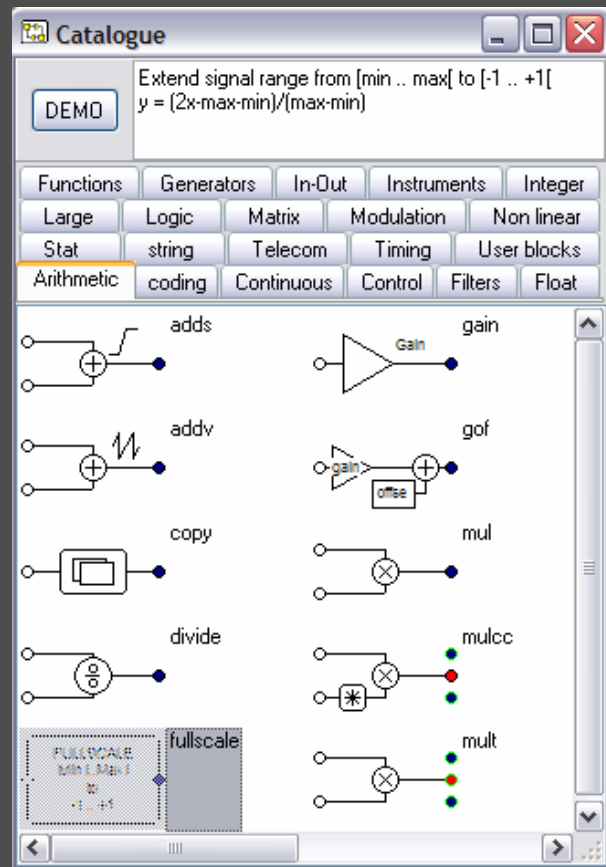 Catalogue
DEMO
Extend signal range from [min .. max[ to [-1 .. +1[
y = (2x-max-min)/(max-min)
Functions Generators In-Out Instruments Integer
Large Logic Matrix Modulation Non linear
Stat string Telecom Timing User blocks
Arithmetic coding Continuous Control Filters Float
adds
Gain
gain
addv
gain
offse
gof
copy
mul
divide
mulcc
FULLSCALE
to
-1 .. +1
fullscale
mult